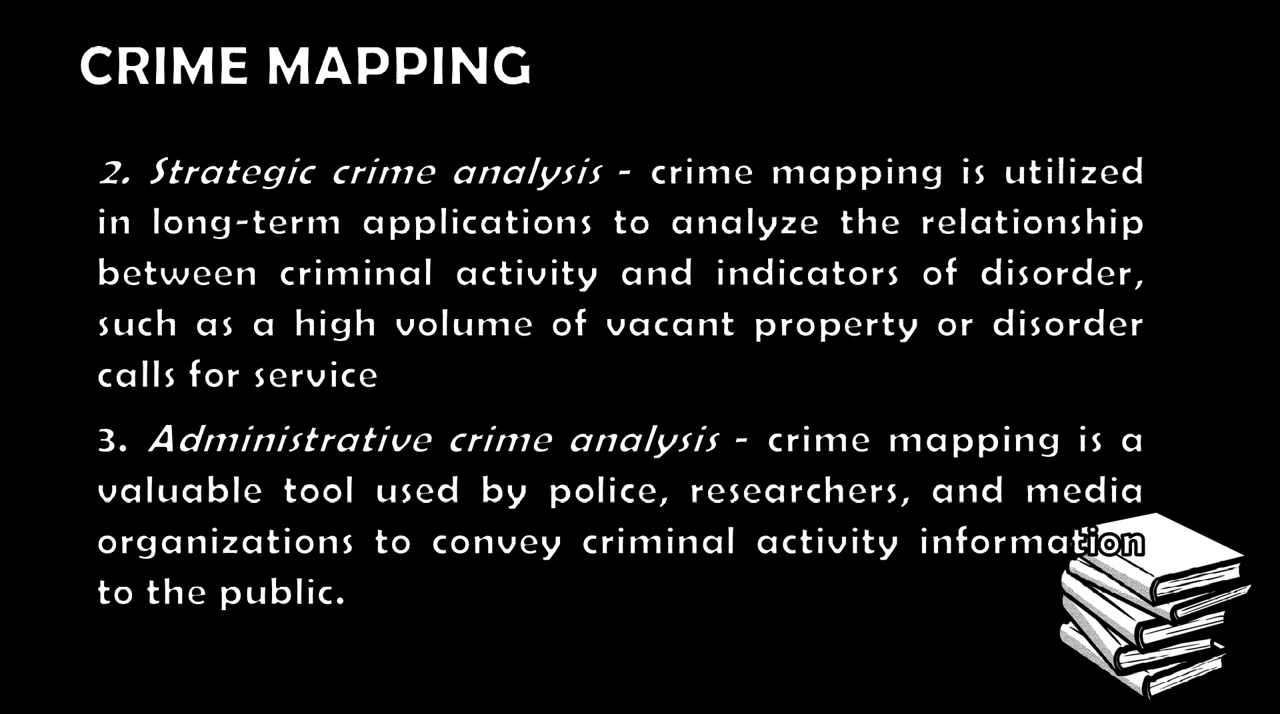 CRIME MAPPING
2. Strategic crime analysis - crime mapping is utilized
in long-term applications to analyze the relationship
between criminal activity and indicators of disorder,
such as a high volume of vacant property or disorder
calls for service
3. Administrative crime analysis - crime mapping is a
valuable tool used by police, researchers, and media
organizations to convey criminal activity information
to the public.